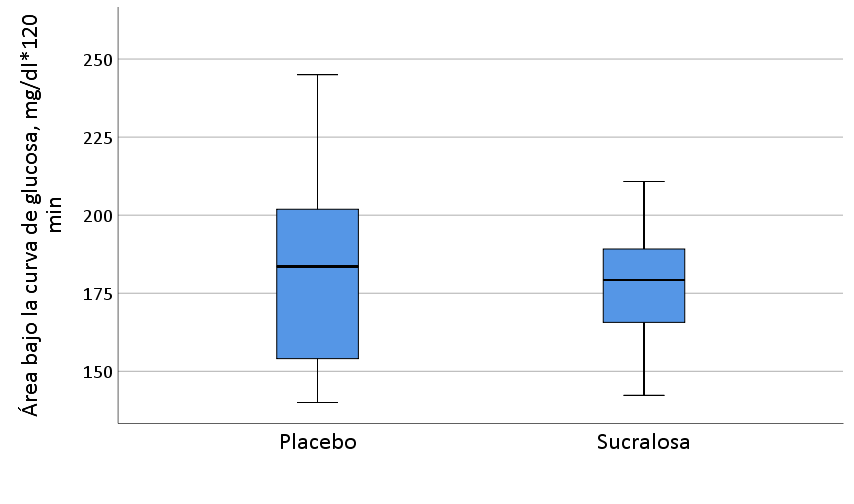 Área bajo la curva de glucosa, mg/dl*120
min
250
225
200
175
150
Placebo
Sucralosa